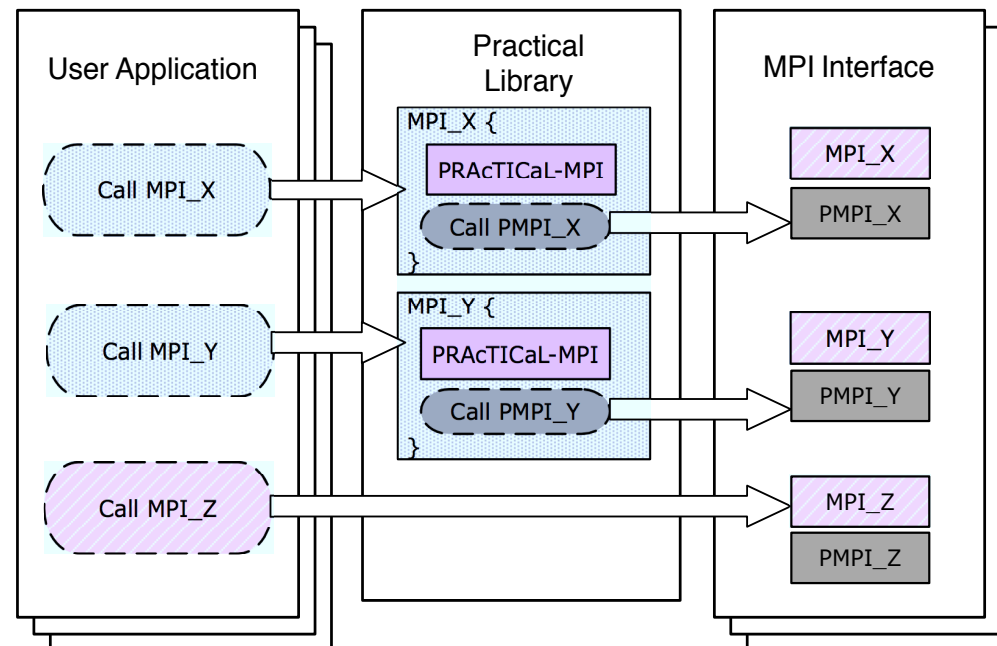 User Application
Call MPI_X
Call MPI_Y
Call MPI_Z
Practical
Library
MPI_X {
PRAcTICaL-MPI
Call PMPI_X
}
MPI_Y {
PRAcTICaL-MPI
Call PMPI_Y
}
MPI Interface
MPI_X
PMPI_X
MPI_Y
PMPI_Y
MPI_Z
PMPI_Z